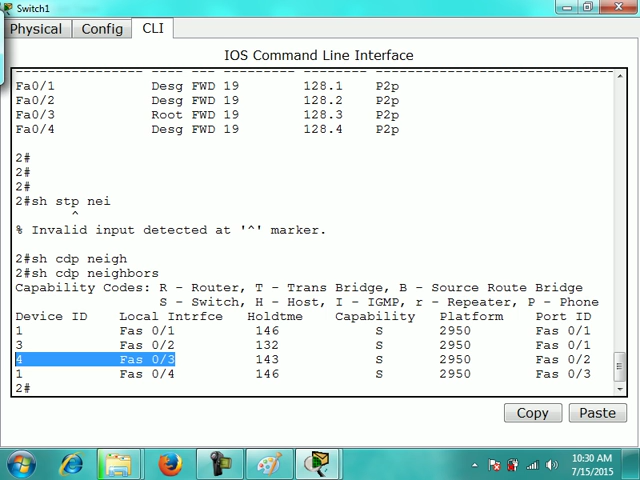 Switch1
Physical Config CLI
IOS Command Line Interface
Fa0/1 Desg FWD 19 128.1 P2p
Fa0/2 Desg FWD 19 128.2 P2p
Fa0/3 Root FWD 19 128.3 P2p
Fa0/4 Desg FWD 19 128.4 P2p
2#
2#
2#
2#sh stp nei
^
% Invalid input detected at '^' marker.
2#sh cdp neigh
2#sh cdp neighbors
Capability Codes: R - Router, T - Trans Bridge, B - Source Route Bridge
S - Switch, H - Host, I - IGMP, r - Repeater, P - Phone
Device ID Local Intrfce Holdtme Capability Platform Port ID
1 Fas 0/1 146 S 2950 Fas 0/1
3 Fas 0/2 132 S 2950 Fas 0/1
4 Fas 0/3 143 S 2950 Fas 0/2
1 Fas 0/4 146 S 2950 Fas 0/3
2#
Copy Paste
10:30 AM
7/15/2015